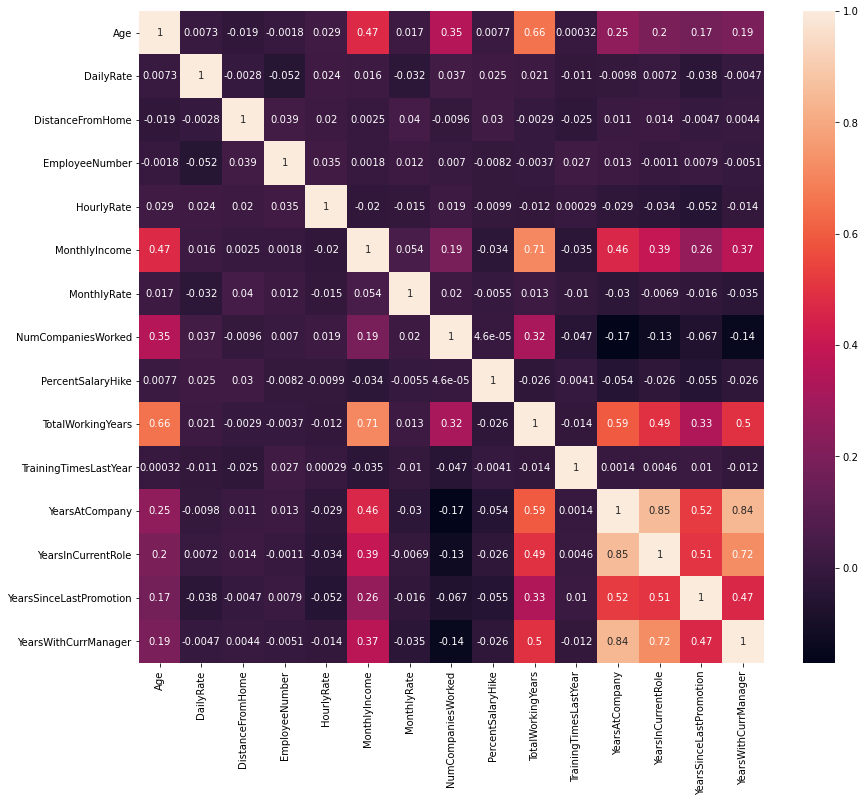 Age 1 0.0073 -0.019 -0.0018 0.029 0.47 0.017 0.35 0.0077 0.66 0.00032 0.25 0.2 0.17 0.19
DailyRate 0.0073 1 -0.0028 -0.052 0.024 0.016 -0.032 0.037 0.025 0.021 -0.011 -0.0098 0.0072 -0.038 -0.0047
DistanceFromHome -0.019 -0.0028 1 0.039 0.02 0.0025 0.04 -0.0096 0.03 -0.0029 -0.025 0.011 0.014 -0.0047 0.0044
EmployeeNumber -0.0018 -0.052 0.039 1 0.035 0.0018 0.012 0.007 -0.0082 -0.0037 0.027 0.013 -0.0011 0.0079 -0.0051
HourlyRate 0.029 0.024 0.02 0.035 1 -0.02 -0.015 0.019 -0.0099 -0.012 0.00029 -0.029 -0.034 -0.052 -0.014
MonthlyIncome 0.47 0.016 0.0025 0.0018 -0.02 1 0.054 0.19 -0.034 0.71 -0.035 0.46 0.39 0.26 0.37
MonthlyRate 0.017 -0.032 0.04 0.012 -0.015 0.054 1 0.02 -0.0055 0.013 -0.01 -0.03 -0.0069 -0.016 -0.035
NumCompaniesWorked 0.35 0.037 -0.0096 0.007 0.019 0.19 0.02 1 4.6e-05 0.32 -0.047 -0.17 -0.13 -0.067 -0.14
PercentSalaryHike 0.0077 0.025 0.03 -0.0082 -0.0099 -0.034 -0.0055 4.6e-05 1 -0.026 -0.0041 -0.054 -0.026 -0.055 -0.026
TotalWorkingYears 0.66 0.021 -0.0029 -0.0037 -0.012 0.71 0.013 0.32 -0.026 1 -0.014 0.59 0.49 0.33 0.5
TrainingTimesLastYear 0.00032 -0.011 -0.025 0.027 0.00029 -0.035 -0.01 -0.047 -0.0041 -0.014 1 0.0014 0.0046 0.01 -0.012
YearsAtCompany 0.25 -0.0098 0.011 0.013 -0.029 0.46 -0.03 -0.17 -0.054 0.59 0.0014 1 0.85 0.52 0.84
YearsInCurrentRole 0.2 0.0072 0.014 -0.0011 -0.034 0.39 -0.0069 -0.13 -0.026 0.49 0.0046 0.85 1 0.51 0.72
YearsSinceLastPromotion 0.17 -0.038 -0.0047 0.0079 -0.052 0.26 -0.016 -0.067 -0.055 0.33 0.01 0.52 0.51 1 0.47
YearsWithCurrManager 0.19 -0.0047 0.0044 -0.0051 -0.014 0.37 -0.035 -0.14 -0.026 0.5 -0.012 0.84 0.72 0.47 1
Age
DailyRate
DistanceFromHome
EmployeeNumber
HourlyRate
MonthlyIncome
MonthlyRate
NumCompaniesWorked
PercentSalaryHike
TotalWorkingYears
TrainingTimesLastYear
YearsAtCompany
YearsInCurrentRole
YearsSinceLastPromotion
YearsWithCurrManager
1.0
0.8
0.6
0.4
0.2
0.0